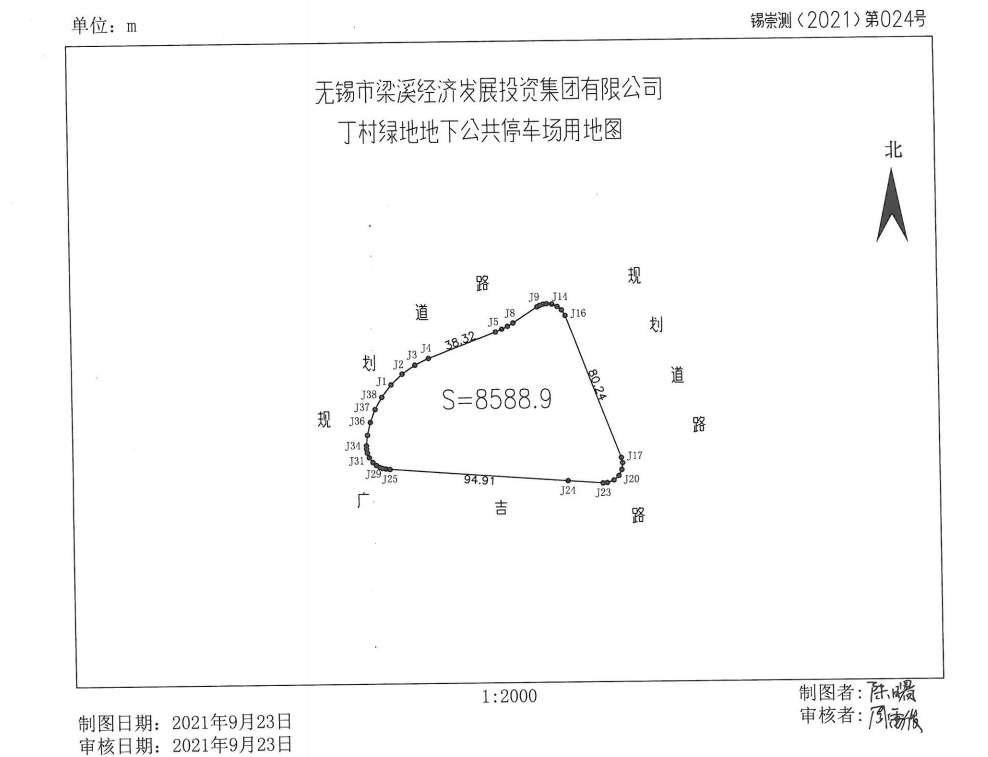 单位：m
锡崇测（2021）第024号
无锡市梁溪经济发展投资集团有限公司
丁村绿地地下公共停车场用地图
北
规划道路
规划道路
J9
J14
J16
J8
J5
38.32
J4
J3
J2
J1
J38
J37
J36
J34
J31
J29
J25
80.24
S=8588.9
J17
J20
94.91
J24
J23
广吉路
1:2000
制图者：陈曙
审核者：
制图日期：2021年9月23日
审核日期：2021年9月23日